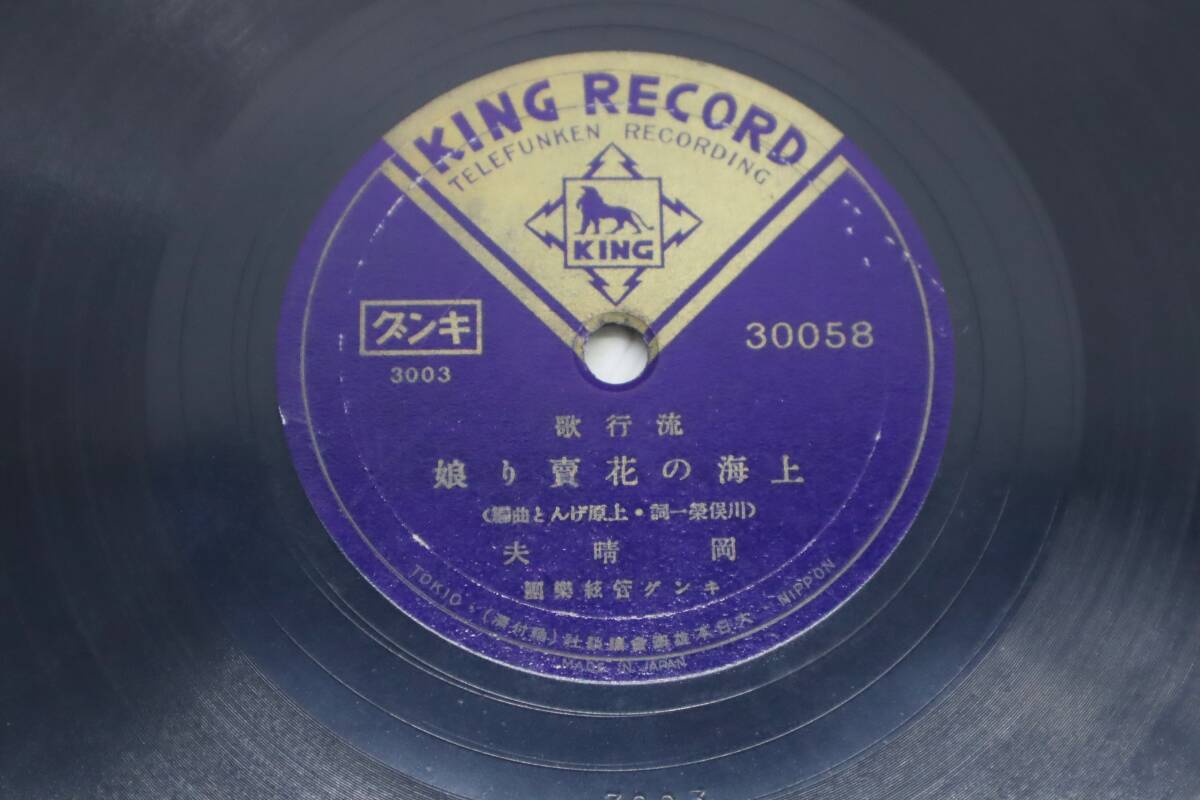 KING RECORD
TELEFUNKEN RECORDING
KING
キング
3003
30058
流行歌
上海の花賣り娘
(川俣榮一詞・上原げんと曲編)
岡晴夫
キング管絃樂團
TOKIO
大日本雄辯會講談社
NIPPON
MADE IN JAPAN